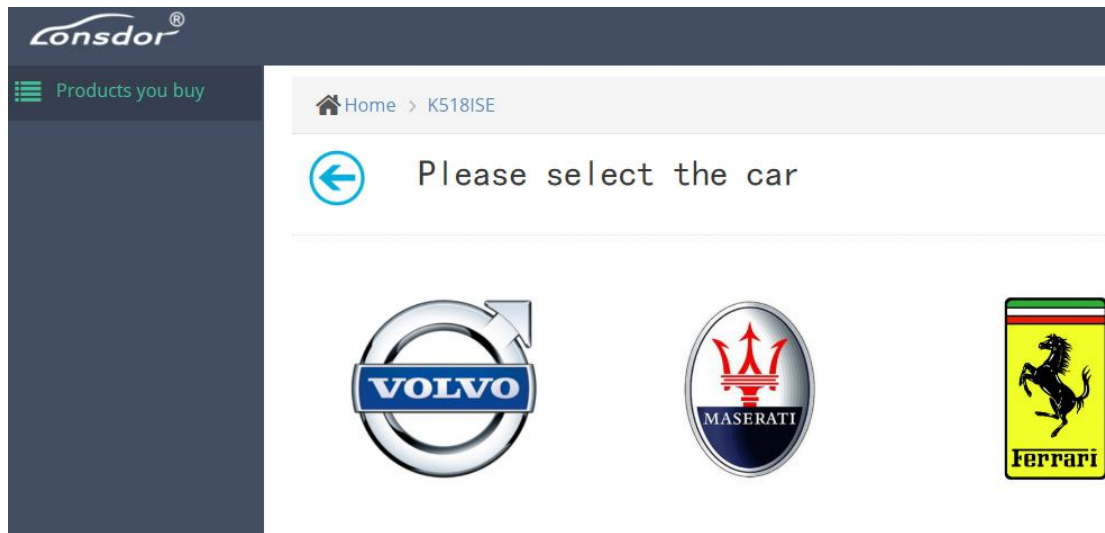 Lonsdor®
Products you buy
Home > K518ISE
Please select the car
VOLVO
MASERATI
Ferrari